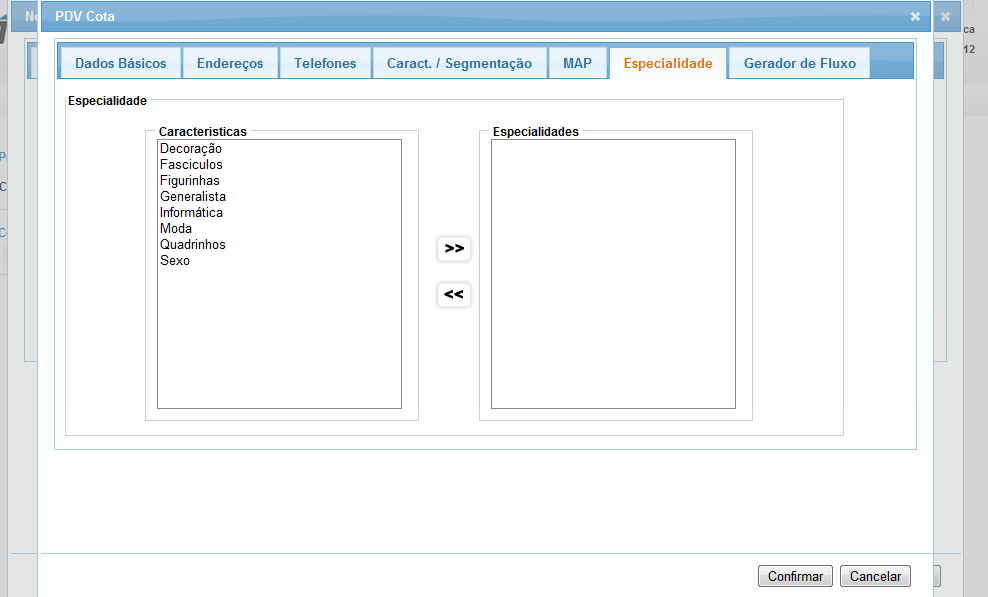 PDV Cota
Dados Básicos Endereços Telefones Caract. / Segmentação MAP Especialidade Gerador de Fluxo
Especialidade
Caracteristicas
Decoração
Fasciculos
Figurinhas
Generalista
Informática
Moda
Quadrinhos
Sexo
>>
<<
Especialidades
Confirmar Cancelar